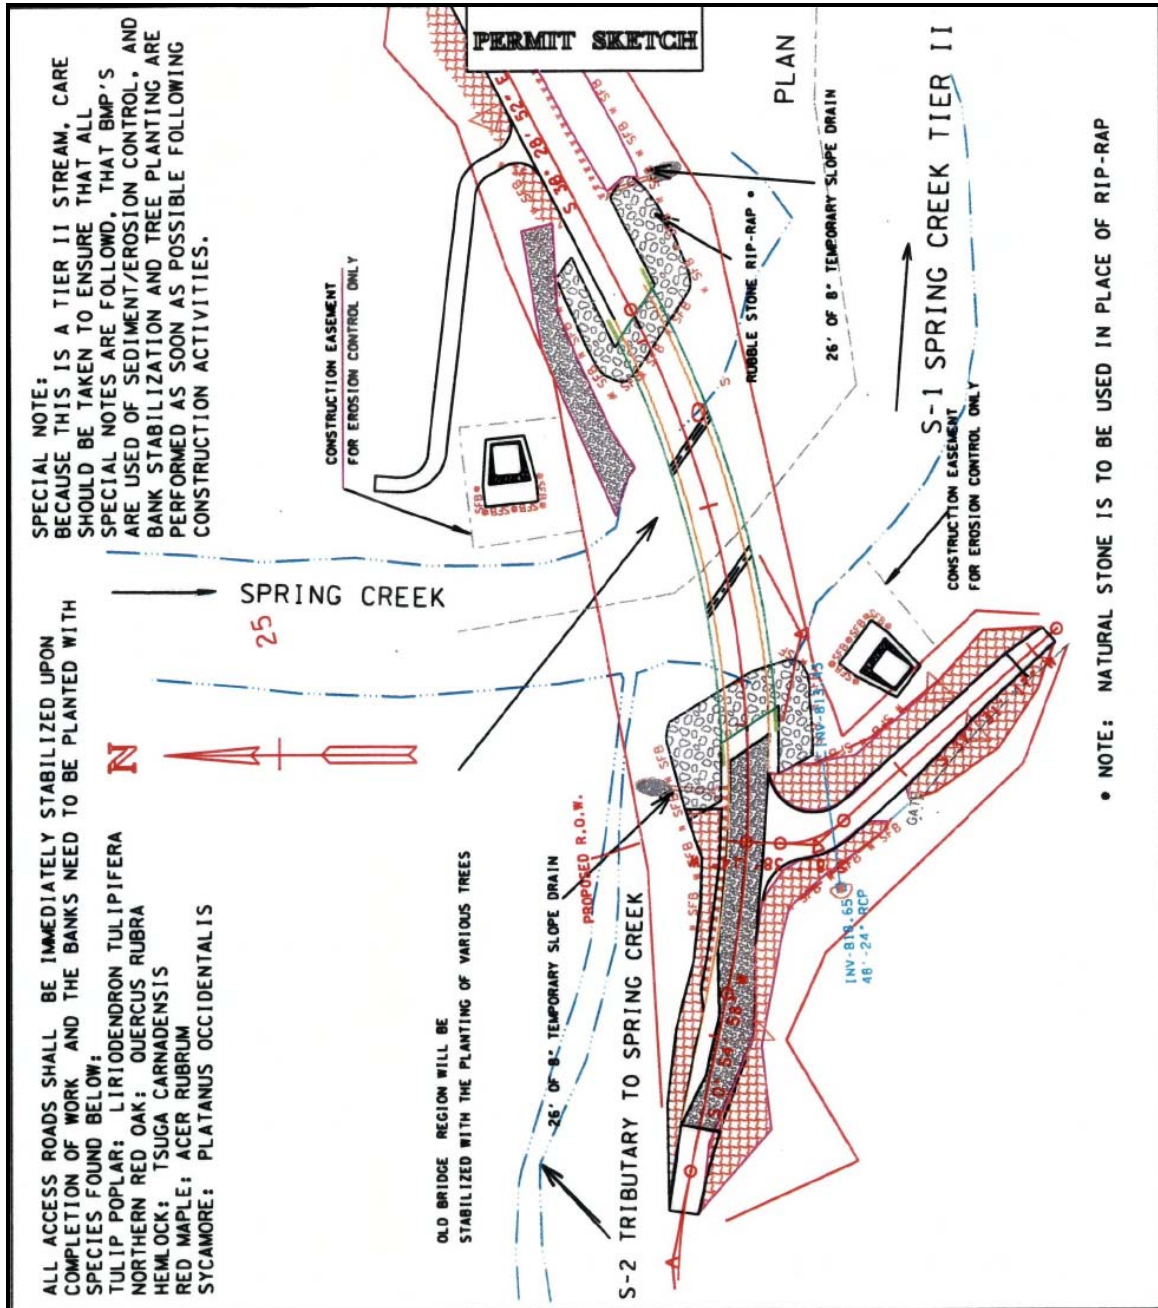 PERMIT SKETCH
PLAN
SPECIAL NOTE:
BECAUSE THIS IS A TIER II STREAM, CARE
SHOULD BE TAKEN TO ENSURE THAT ALL
SPECIAL NOTES ARE FOLLOWD, THAT BMP'S
ARE USED OF SEDIMENT/EROSION CONTROL, AND
BANK STABILIZATION AND TREE PLANTING ARE
PERFORMED AS SOON AS POSSIBLE FOLLOWING
CONSTRUCTION ACTIVITIES.
ALL ACCESS ROADS SHALL BE IMMEDIATELY STABILIZED UPON
COMPLETION OF WORK AND THE BANKS NEED TO BE PLANTED WITH
SPECIES FOUND BELOW:
TULIP POPLAR: LIRIODENDRON TULIPIFERA
NORTHERN RED OAK: QUERCUS RUBRA
HEMLOCK: TSUGA CARNADENSIS
RED MAPLE: ACER RUBRUM
SYCAMORE: PLATANUS OCCIDENTALIS
CONSTRUCTION EASEMENT
FOR EROSION CONTROL ONLY
SPRING CREEK
25
N
OLD BRIDGE REGION WILL BE
STABILIZED WITH THE PLANTING OF VARIOUS TREES
26' OF 8" TEMPORARY SLOPE DRAIN
PROPOSED R.O.W.
S-2 TRIBUTARY TO SPRING CREEK
S 38° 28' 52" E
RUBBLE STONE RIP-RAP •
26' OF 8" TEMPORARY SLOPE DRAIN
S-1 SPRING CREEK TIER II
CONSTRUCTION EASEMENT
FOR EROSION CONTROL ONLY
INV-813.45
48'-24" RCP
GATE
SFB
SFB
SFB
SFB
• NOTE: NATURAL STONE IS TO BE USED IN PLACE OF RIP-RAP